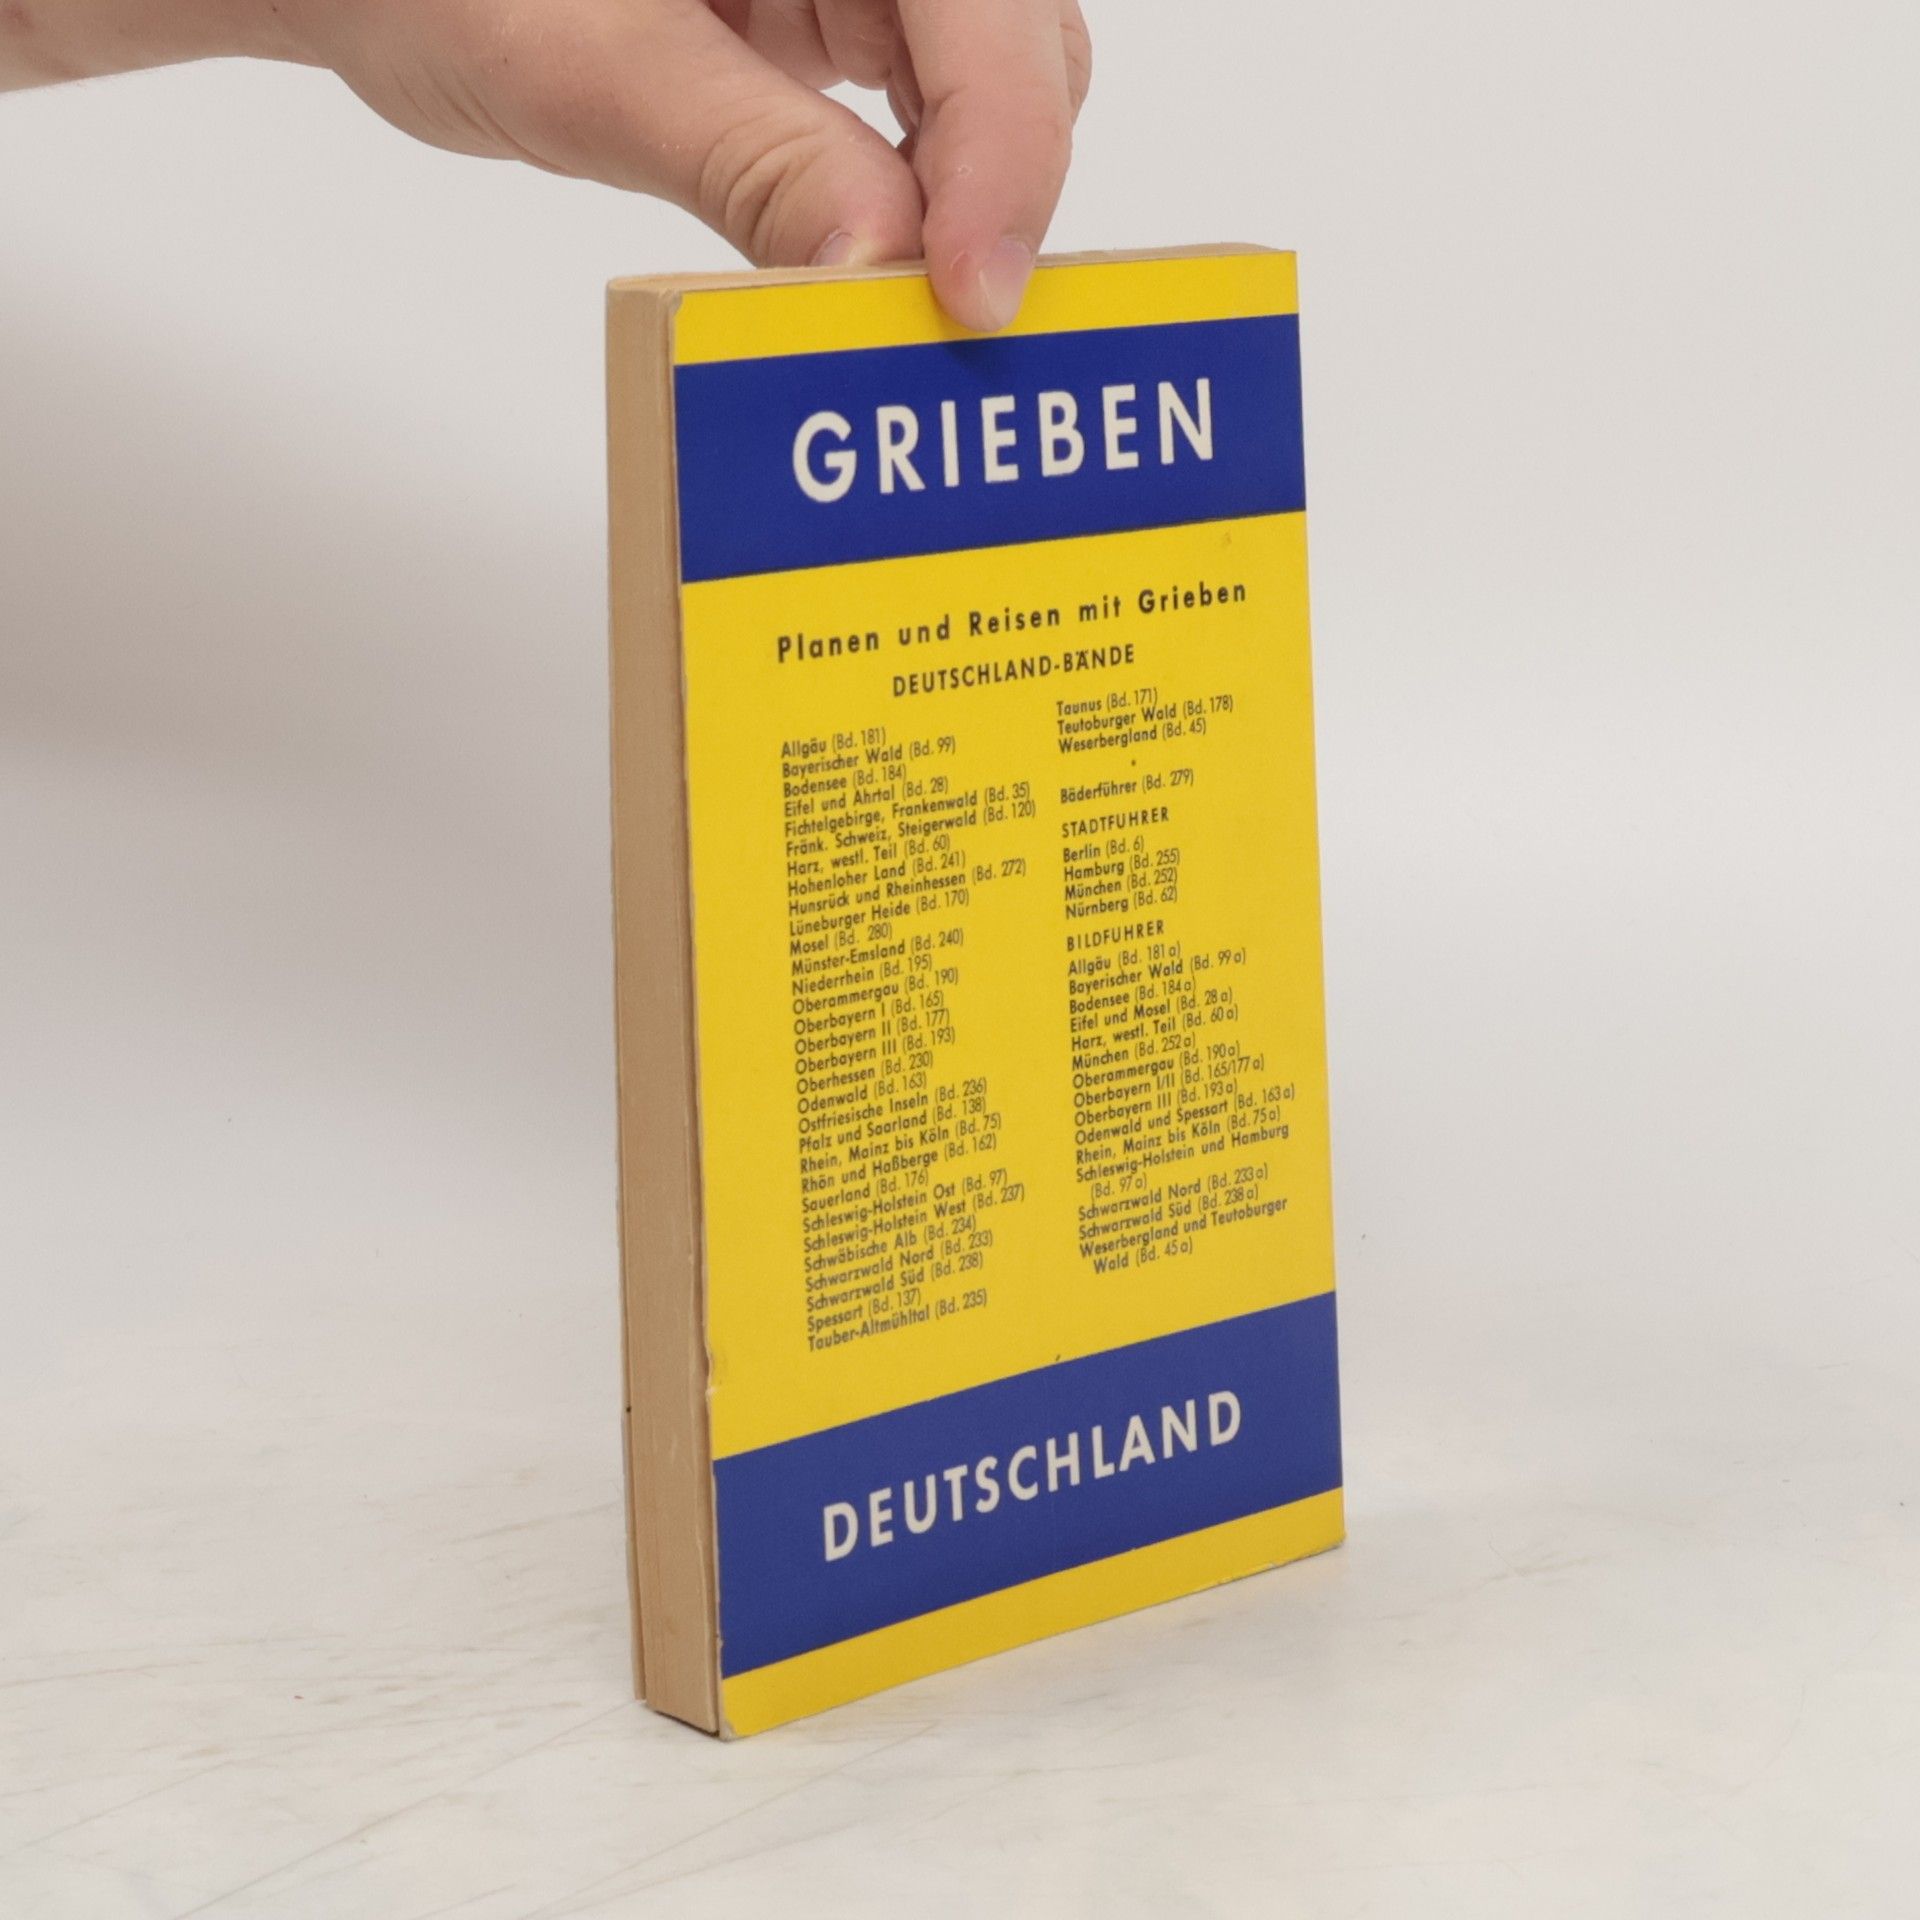 GRIEBEN
Planen und Reisen mit Grieben
DEUTSCHLAND-BÄNDE
Allgäu (Bd. 181)
Bayerischer Wald (Bd. 99)
Bodensee (Bd. 184)
Eifel und Ahrtal (Bd. 28)
Fichtelgebirge, Frankenwald (Bd. 35)
Fränk. Schweiz, Steigerwald (Bd. 120)
Harz, westl. Teil (Bd. 60)
Hohenloher Land (Bd. 241)
Hunsrück und Rheinhessen (Bd. 272)
Lüneburger Heide (Bd. 170)
Mosel (Bd. 280)
Münster-Emsland (Bd. 240)
Niederrhein (Bd. 195)
Oberammergau (Bd. 190)
Oberbayern I (Bd. 165)
Oberbayern II (Bd. 177)
Oberbayern III (Bd. 193)
Oberhessen (Bd. 230)
Odenwald (Bd. 163)
Ostfriesische Inseln (Bd. 236)
Pfalz und Saarland (Bd. 138)
Rhein, Mainz bis Köln (Bd. 75)
Rhön und Haßberge (Bd. 162)
Sauerland (Bd. 176)
Schleswig-Holstein Ost (Bd. 97)
Schleswig-Holstein West (Bd. 237)
Schwäbische Alb (Bd. 234)
Schwarzwald Nord (Bd. 233)
Schwarzwald Süd (Bd. 238)
Spessart (Bd. 137)
Tauber-Altmühltal (Bd. 235)
Taunus (Bd. 171)
Teutoburger Wald (Bd. 178)
Weserbergland (Bd. 45)
Bäderführer (Bd. 279)
STADTFUHRER
Berlin (Bd. 6)
Hamburg (Bd. 255)
München (Bd. 252)
Nürnberg (Bd. 62)
BILDFUHRER
Allgäu (Bd. 181 a)
Bayerischer Wald (Bd. 99 a)
Bodensee (Bd. 184 a)
Eifel und Mosel (Bd. 28 a)
Harz, westl. Teil (Bd. 60 a)
München (Bd. 252 a)
Oberammergau (Bd. 190 a)
Oberbayern I/II (Bd. 165/177 a)
Oberbayern III (Bd. 193 a)
Odenwald und Spessart (Bd. 163 a)
Rhein, Mainz bis Köln (Bd. 75 a)
Schleswig-Holstein und Hamburg
(Bd. 97 a)
Schwarzwald Nord (Bd. 233 a)
Schwarzwald Süd (Bd. 238 a)
Weserbergland und Teutoburger
Wald (Bd. 45 a)
DEUTSCHLAND